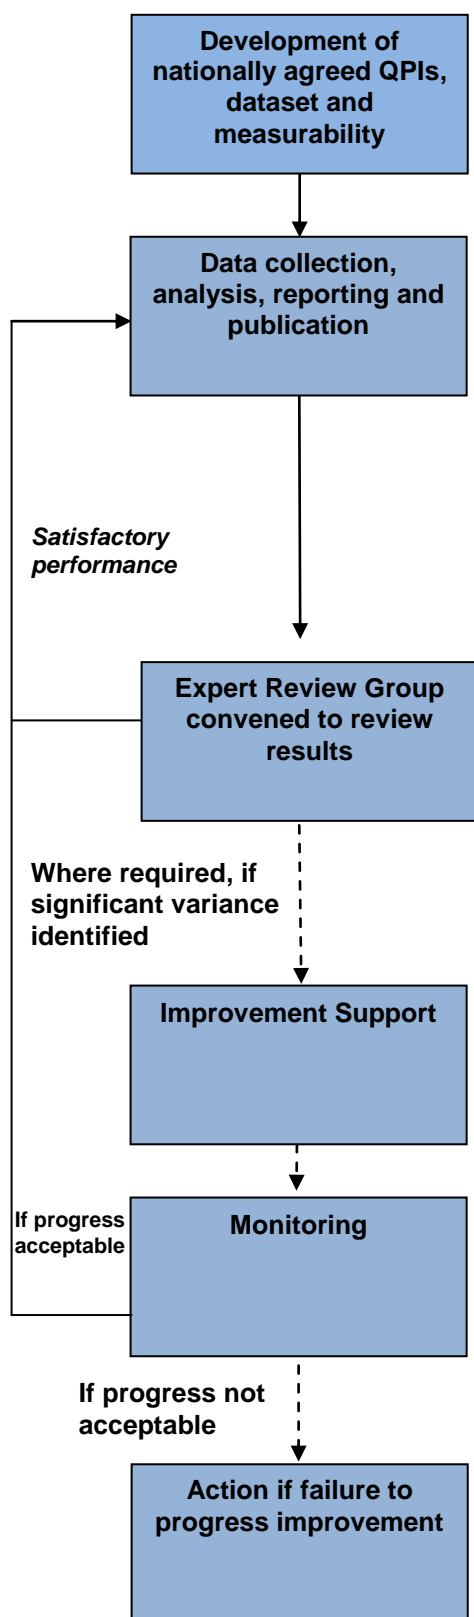 Development of
nationally agreed QPIs,
dataset and
measurability
Data collection,
analysis, reporting and
publication
Satisfactory
performance
Expert Review Group
convened to review
results
Where required, if
significant variance
identified
Improvement Support
Monitoring
If progress
acceptable
If progress not
acceptable
Action if failure to
progress improvement